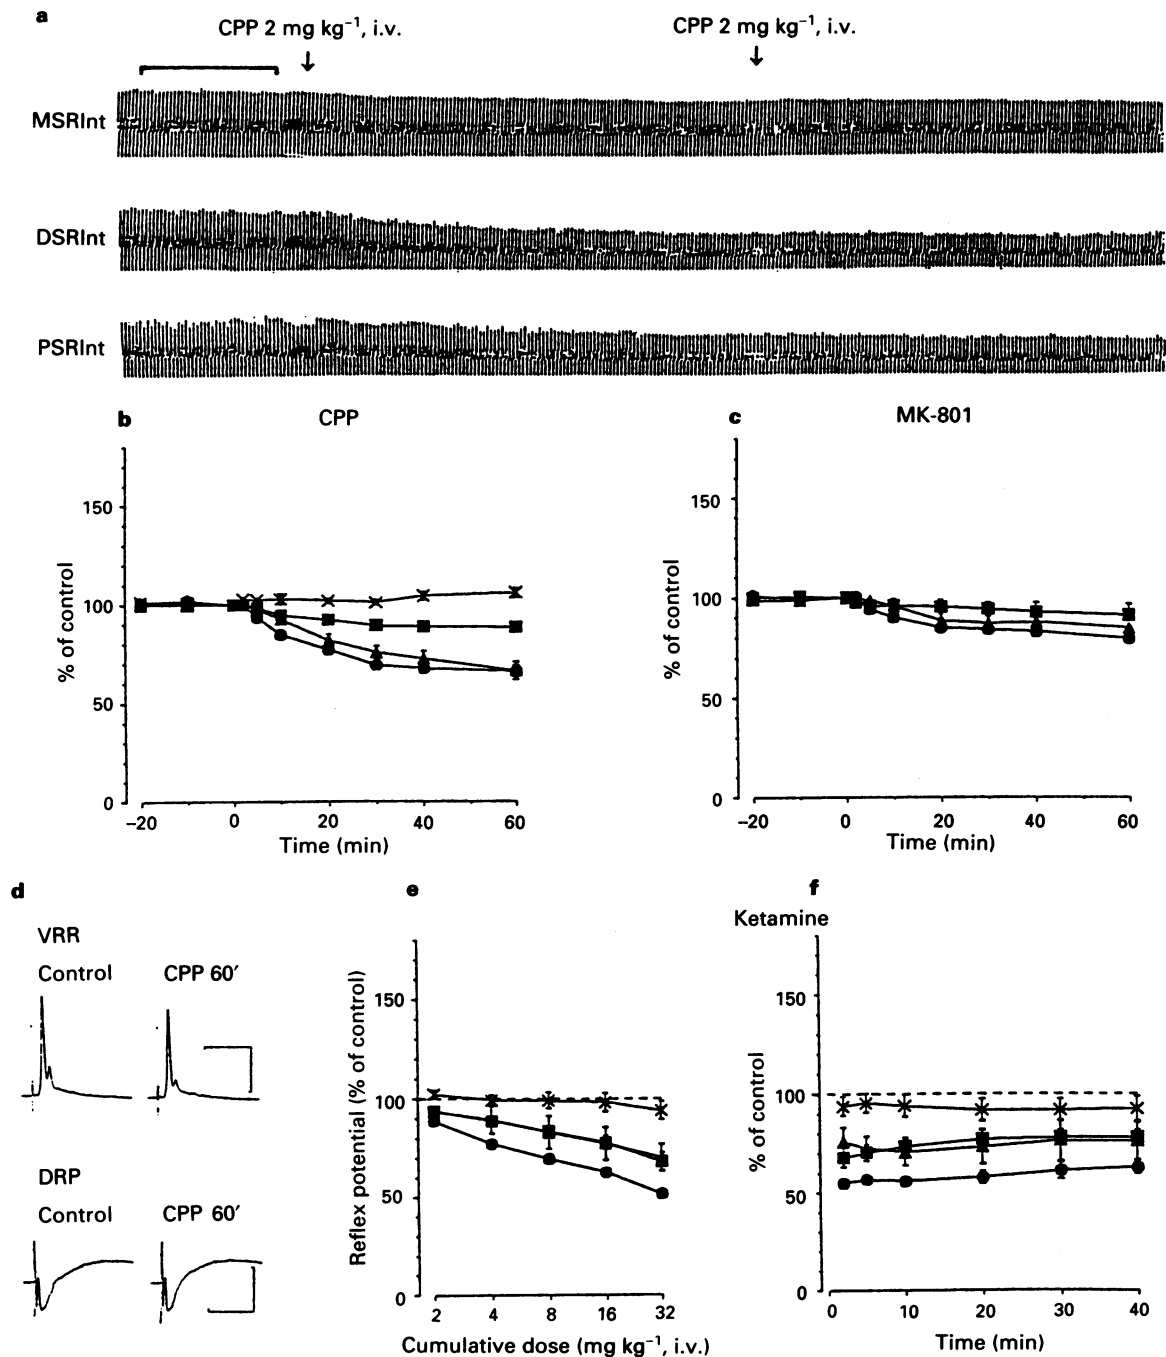 a
CPP 2 mg kg⁻¹, i.v.
CPP 2 mg kg⁻¹, i.v.
MSRInt
DSRInt
PSRInt
b
CPP
c
MK-801
% of control
150
100
50
0
−20
0
20
40
60
Time (min)
% of control
150
100
50
0
−20
0
20
40
60
Time (min)
d
VRR
Control
CPP 60′
DRP
Control
CPP 60′
e
Reflex potential (% of control)
150
100
50
0
2
4
8
16
32
Cumulative dose (mg kg⁻¹, i.v.)
f
Ketamine
% of control
150
100
50
0
0
10
20
30
40
Time (min)